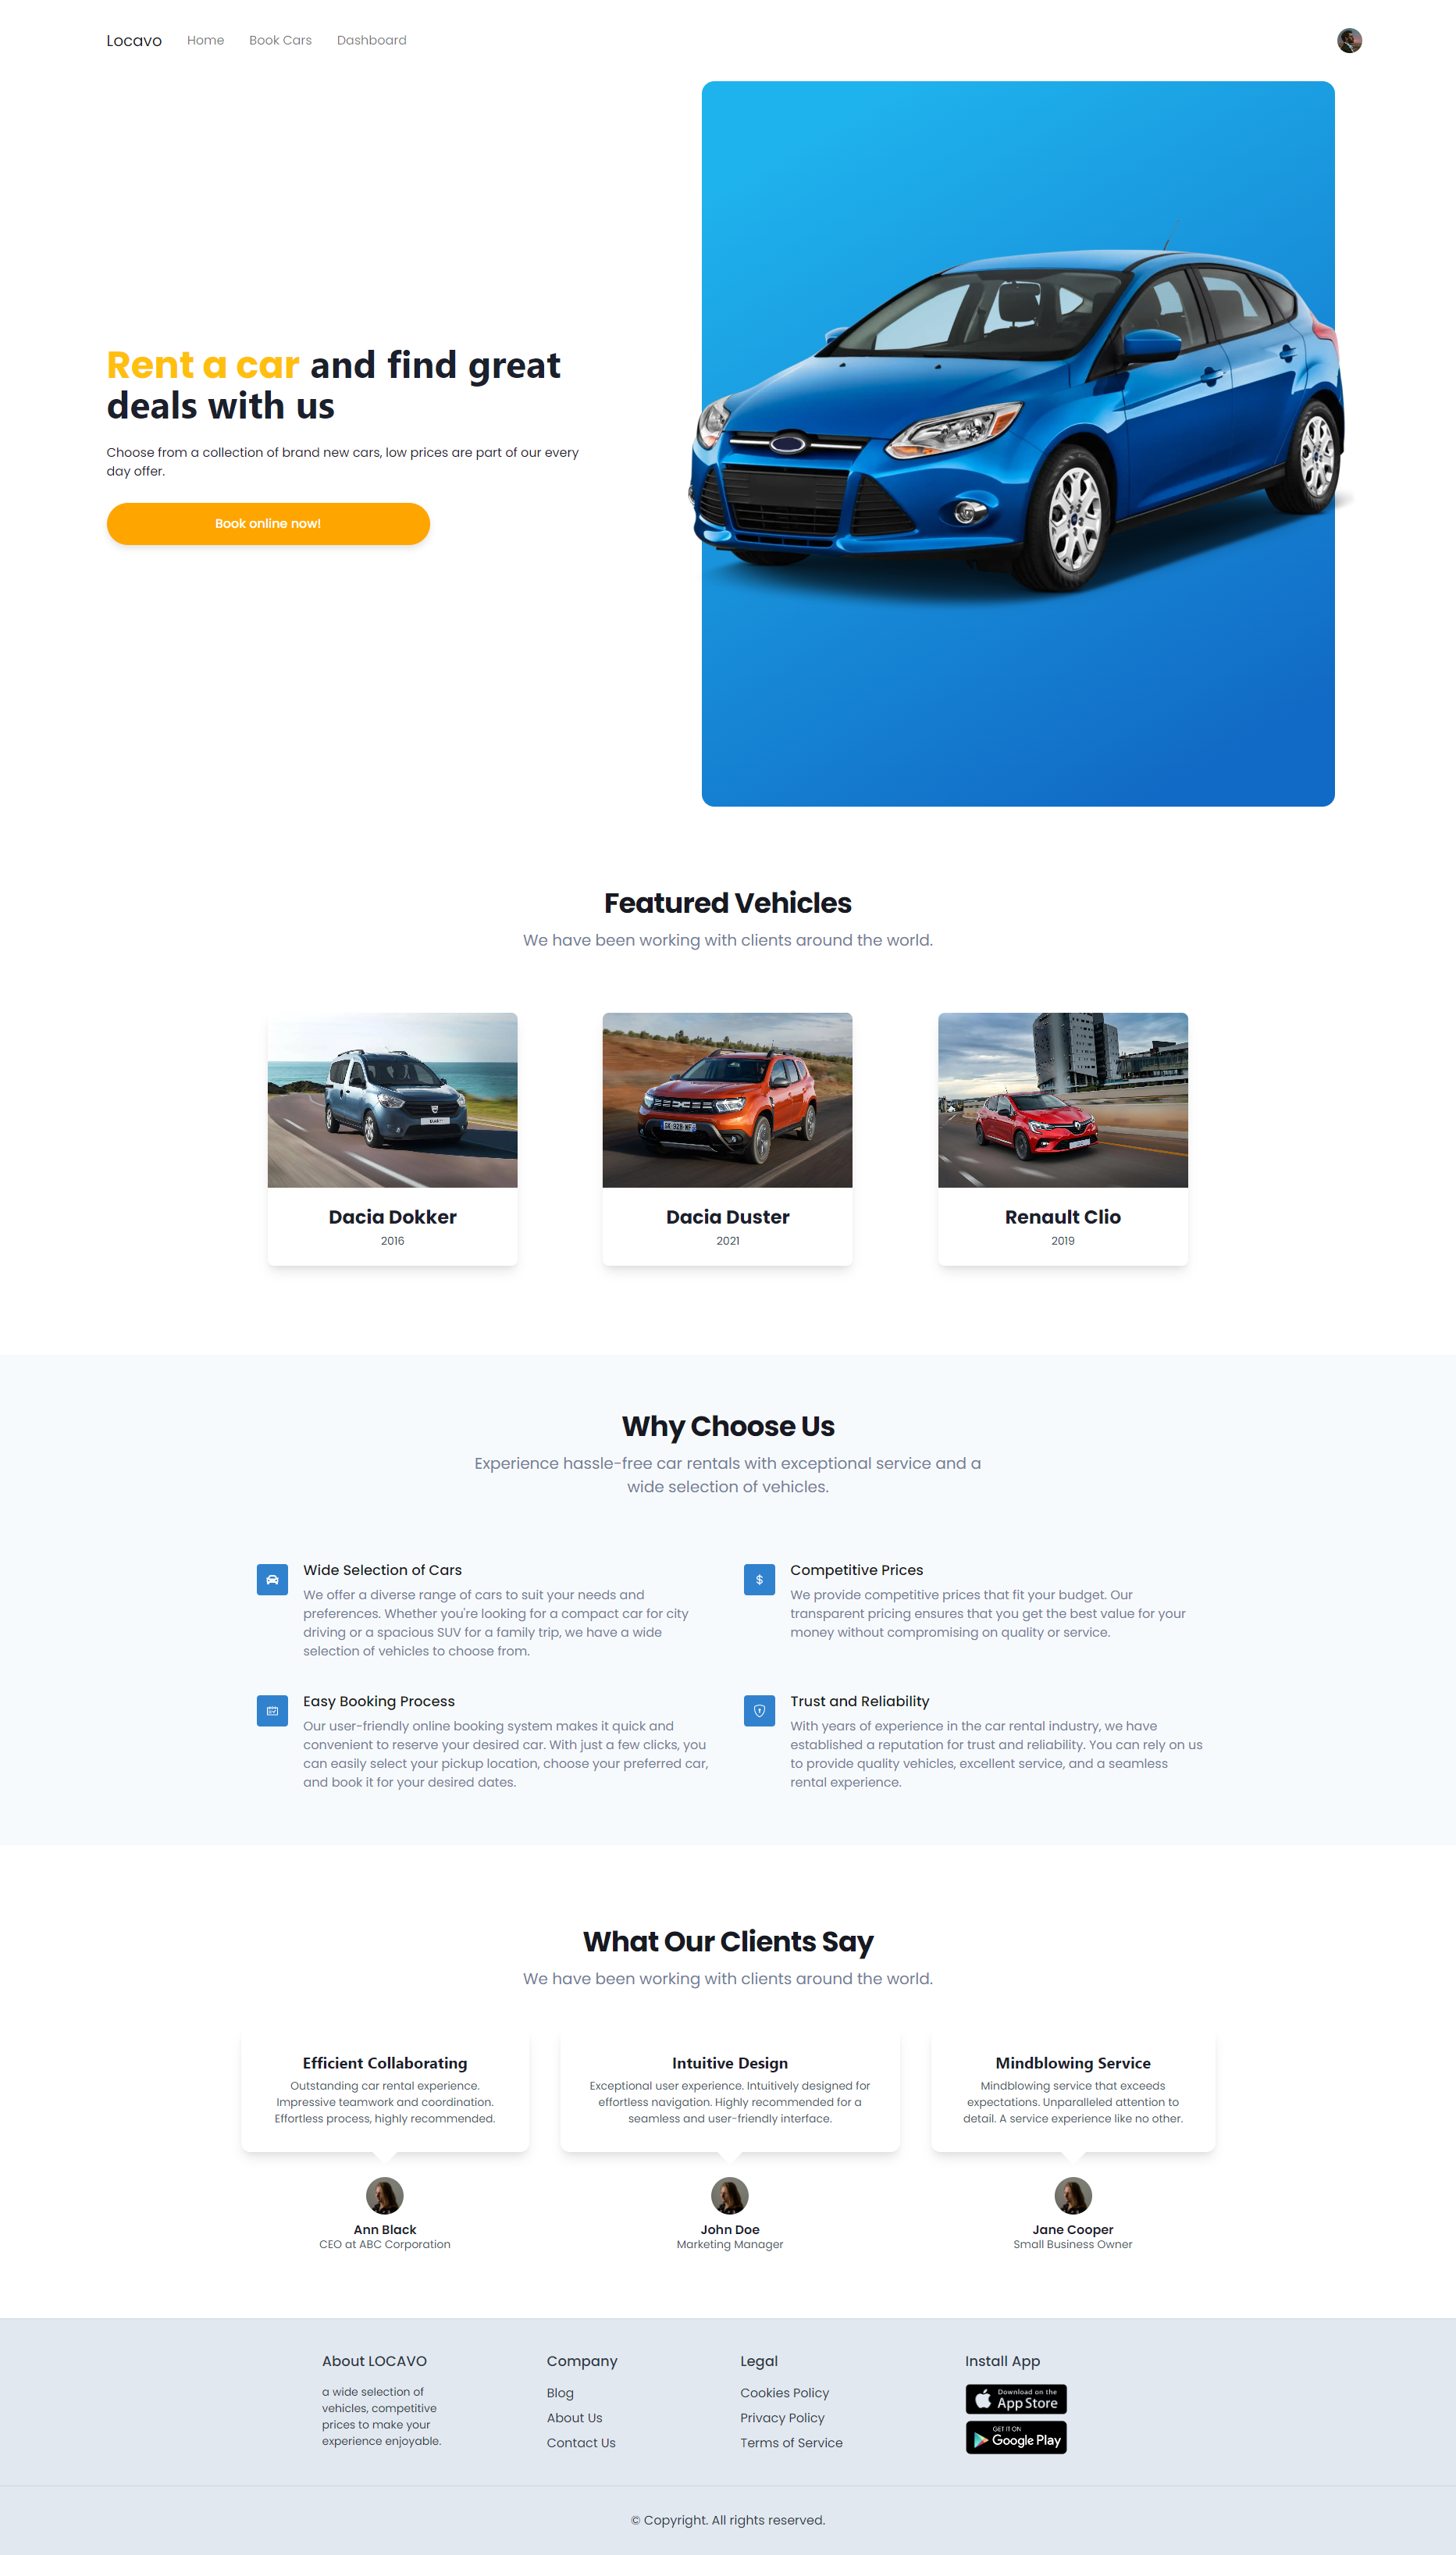 Locavo Home Book Cars Dashboard
Rent a car and find great
deals with us
Choose from a collection of brand new cars, low prices are part of our every
day offer.
Book online now!
Featured Vehicles
We have been working with clients around the world.
Dacia Dokker
2016
Dacia Duster
2021
Renault Clio
2019
Why Choose Us
Experience hassle-free car rentals with exceptional service and a
wide selection of vehicles.
Wide Selection of Cars
We offer a diverse range of cars to suit your needs and
preferences. Whether you're looking for a compact car for city
driving or a spacious SUV for a family trip, we have a wide
selection of vehicles to choose from.
$
Competitive Prices
We provide competitive prices that fit your budget. Our
transparent pricing ensures that you get the best value for your
money without compromising on quality or service.
Easy Booking Process
Our user-friendly online booking system makes it quick and
convenient to reserve your desired car. With just a few clicks, you
can easily select your pickup location, choose your preferred car,
and book it for your desired dates.
Trust and Reliability
With years of experience in the car rental industry, we have
established a reputation for trust and reliability. You can rely on us
to provide quality vehicles, excellent service, and a seamless
rental experience.
What Our Clients Say
We have been working with clients around the world.
Efficient Collaborating
Outstanding car rental experience.
Impressive teamwork and coordination.
Effortless process, highly recommended.
Ann Black
CEO at ABC Corporation
Intuitive Design
Exceptional user experience. Intuitively designed for
effortless navigation. Highly recommended for a
seamless and user-friendly interface.
John Doe
Marketing Manager
Mindblowing Service
Mindblowing service that exceeds
expectations. Unparalleled attention to
detail. A service experience like no other.
Jane Cooper
Small Business Owner
About LOCAVO
a wide selection of
vehicles, competitive
prices to make your
experience enjoyable.
Company
Blog
About Us
Contact Us
Legal
Cookies Policy
Privacy Policy
Terms of Service
Install App
Download on the
App Store
GET IT ON
Google Play
© Copyright. All rights reserved.